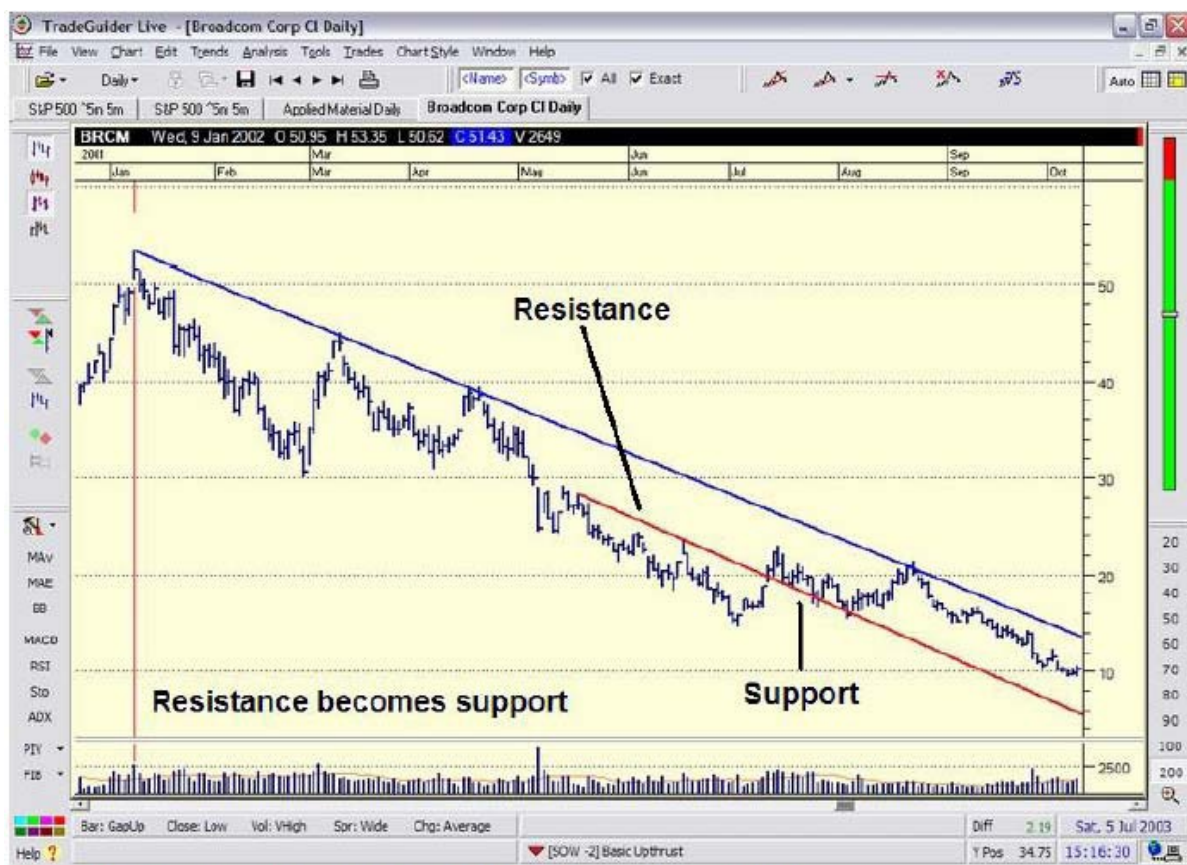 TradeGuider Live - [Broadcom Corp Cl Daily]
File View Chart Edit Trends Analysis Tools Trades Chart Style Window Help
Daily <Name> <Symb> All Exact Auto
S&P 500 ^5m 5m S&P 500 ^5m 5m Applied Material Daily Broadcom Corp Cl Daily
BRCM Wed, 9 Jan 2002 O 50.95 H 53.35 L 50.62 C 51.43 V 2649
2001 Mar Jun Sep
Jan Feb Mar Apr May Jun Jul Aug Sep Oct
50
Resistance
40
30
20
10
Support
Resistance becomes support
2500
MAv
MAE
BB
MACD
RSI
Sto
ADX
PIV
FIB
20
30
40
50
60
70
80
90
100
200
Bar: GapUp Close: Low Vol: VHigh Spr: Wide Chg: Average Diff 2.19 Sat, 5 Jul 2003
Help ? [SOW -2] Basic Upthrust Y Pos 34.75 15:16:30